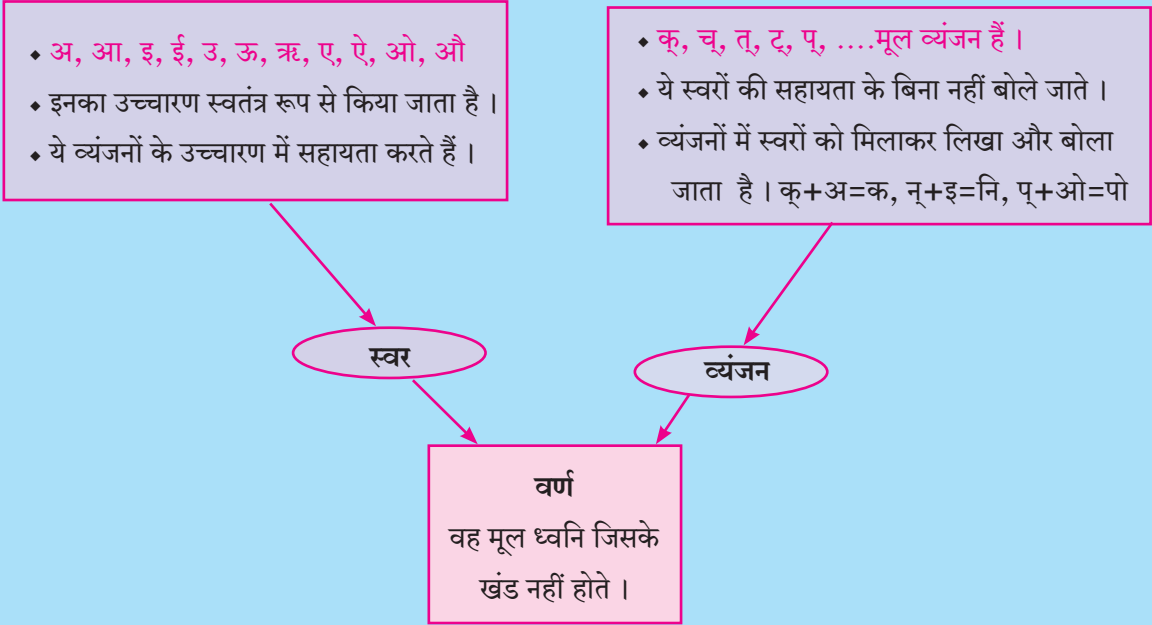 ◆ अ, आ, इ, ई, उ, ऊ, ऋ, ए, ऐ, ओ, औ
◆ इनका उच्चारण स्वतंत्र रूप से किया जाता है ।
◆ ये व्यंजनों के उच्चारण में सहायता करते हैं ।
◆ क्, च्, त्, ट्, प्, ....मूल व्यंजन हैं ।
◆ ये स्वरों की सहायता के बिना नहीं बोले जाते ।
◆ व्यंजनों में स्वरों को मिलाकर लिखा और बोला
जाता है । क्+अ=क, न्+इ=नि, प्+ओ=पो
स्वर
व्यंजन
वर्ण
वह मूल ध्वनि जिसके
खंड नहीं होते ।